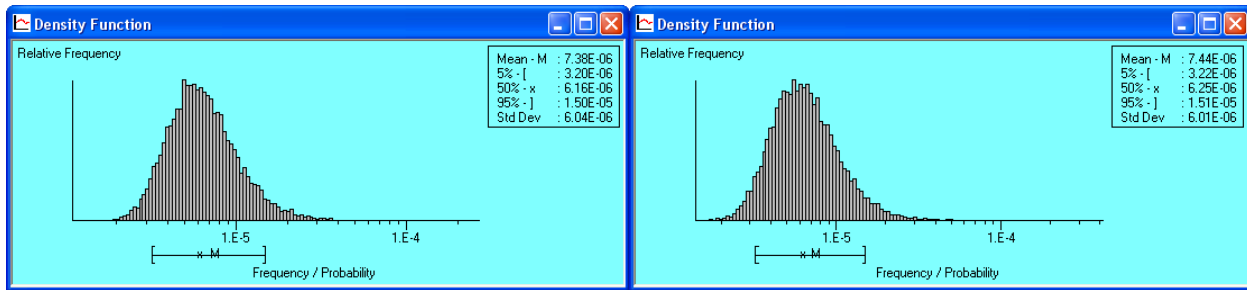 Density Function
Relative Frequency
Mean - M : 7.38E-06
5% - [ : 3.20E-06
50% - x : 6.16E-06
95% - ] : 1.50E-05
Std Dev : 6.04E-06
1.E-5 1.E-4
[ x M ]
Frequency / Probability
Density Function
Relative Frequency
Mean - M : 7.44E-06
5% - [ : 3.22E-06
50% - x : 6.25E-06
95% - ] : 1.51E-05
Std Dev : 6.01E-06
1.E-5 1.E-4
[ x M ]
Frequency / Probability